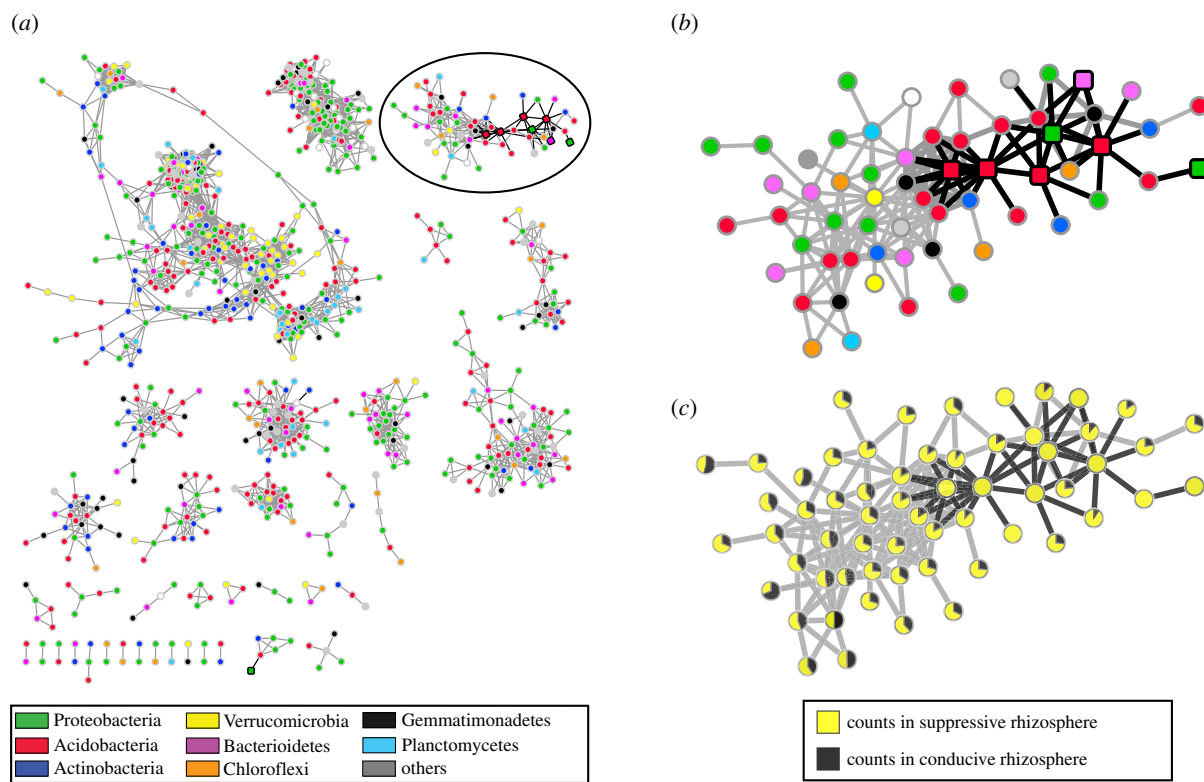 (a)
(b)
(c)
Proteobacteria Verrucomicrobia Gemmatimonadetes
Acidobacteria Bacterioidetes Planctomycetes
Actinobacteria Chloroflexi others
counts in suppressive rhizosphere
counts in conducive rhizosphere